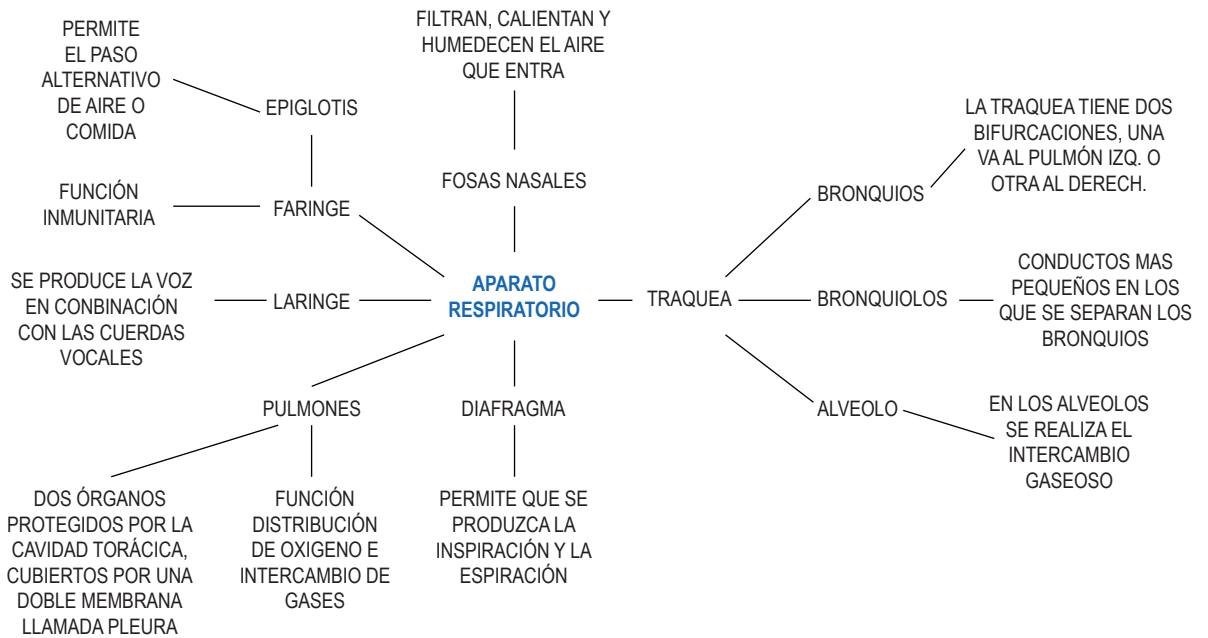 PERMITE
EL PASO
ALTERNATIVO
DE AIRE O
COMIDA
EPIGLOTIS
FUNCIÓN
INMUNITARIA
FARINGE
FILTRAN, CALIENTAN Y
HUMEDECEN EL AIRE
QUE ENTRA
FOSAS NASALES
SE PRODUCE LA VOZ
EN CONBINACIÓN
CON LAS CUERDAS
VOCALES
LARINGE
APARATO
RESPIRATORIO
TRAQUEA
BRONQUIOS
LA TRAQUEA TIENE DOS
BIFURCACIONES, UNA
VA AL PULMÓN IZQ. O
OTRA AL DERECH.
BRONQUIOLOS
CONDUCTOS MAS
PEQUEÑOS EN LOS
QUE SE SEPARAN LOS
BRONQUIOS
ALVEOLO
EN LOS ALVEOLOS
SE REALIZA EL
INTERCAMBIO
GASEOSO
PULMONES
DOS ÓRGANOS
PROTEGIDOS POR LA
CAVIDAD TORÁCICA,
CUBIERTOS POR UNA
DOBLE MEMBRANA
LLAMADA PLEURA
FUNCIÓN
DISTRIBUCIÓN
DE OXIGENO E
INTERCAMBIO DE
GASES
DIAFRAGMA
PERMITE QUE SE
PRODUZCA LA
INSPIRACIÓN Y LA
ESPIRACIÓN